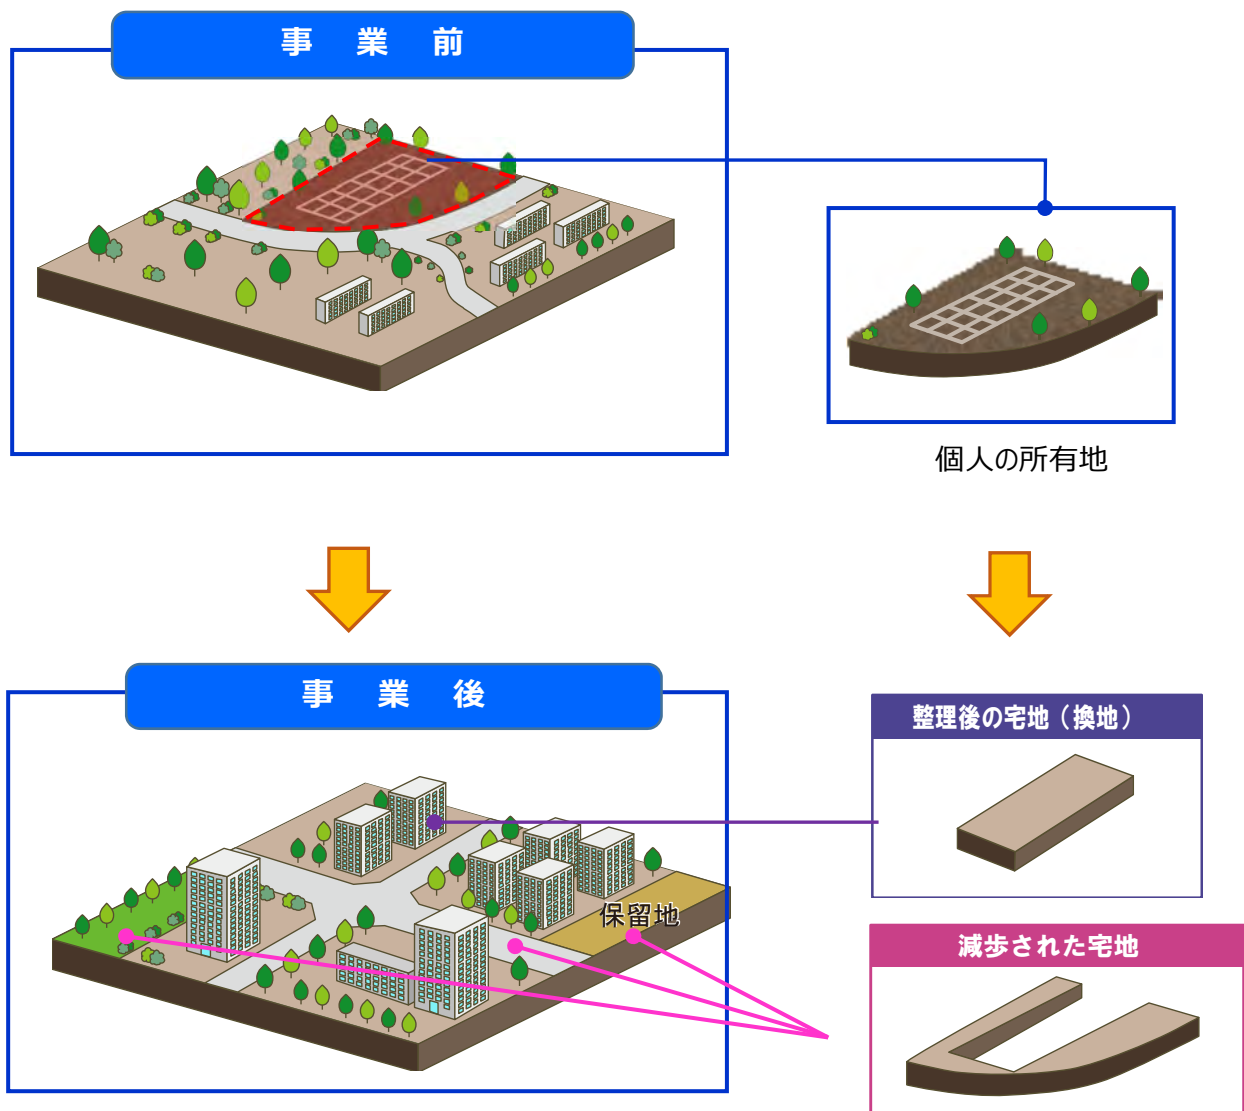 事 業 前
個人の所有地
事 業 後
整理後の宅地（換地）
保留地
減歩された宅地